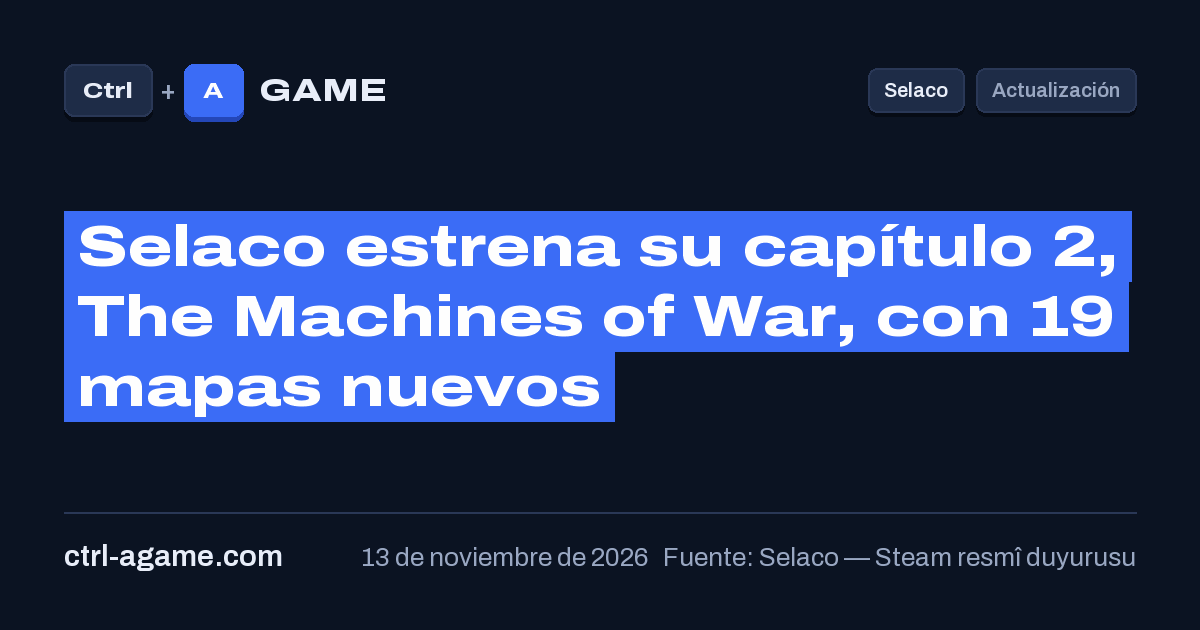 Ctrl + A GAME
Selaco Actualización
Selaco estrena su capítulo 2,
The Machines of War, con 19
mapas nuevos
ctrl-agame.com
13 de noviembre de 2026 Fuente: Selaco — Steam resmî duyurusu